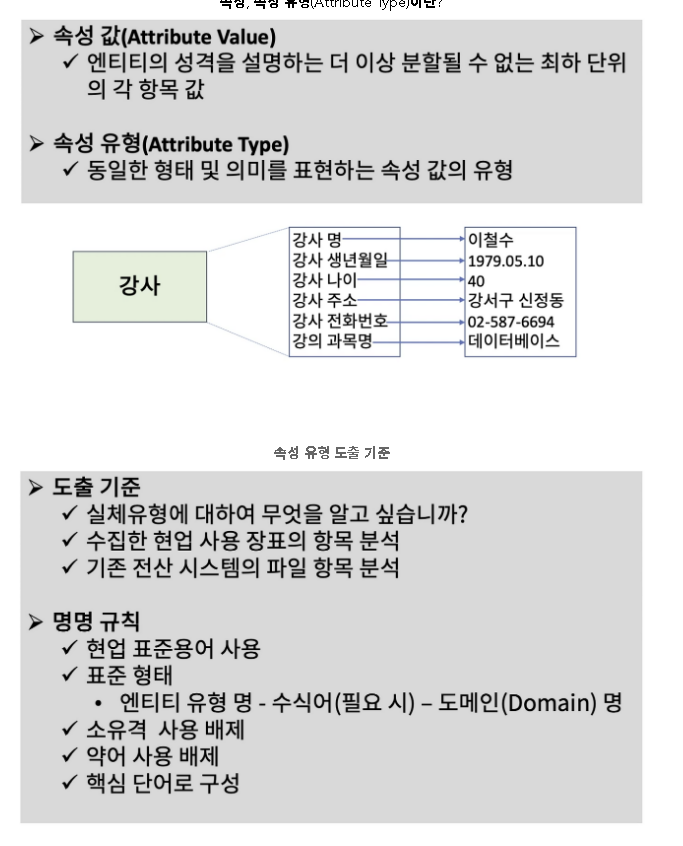 속성, 속성 유형(Attribute Type)이란?
➢ 속성 값(Attribute Value)
✓ 엔티티의 성격을 설명하는 더 이상 분할될 수 없는 최하 단위
의 각 항목 값
➢ 속성 유형(Attribute Type)
✓ 동일한 형태 및 의미를 표현하는 속성 값의 유형
강사
강사 명 이철수
강사 생년월일 1979.05.10
강사 나이 40
강사 주소 강서구 신정동
강사 전화번호 02-587-6694
강의 과목명 데이터베이스
속성 유형 도출 기준
➢ 도출 기준
✓ 실체유형에 대하여 무엇을 알고 싶습니까?
✓ 수집한 현업 사용 장표의 항목 분석
✓ 기존 전산 시스템의 파일 항목 분석
➢ 명명 규칙
✓ 현업 표준용어 사용
✓ 표준 형태
• 엔티티 유형 명 - 수식어(필요 시) – 도메인(Domain) 명
✓ 소유격 사용 배제
✓ 약어 사용 배제
✓ 핵심 단어로 구성